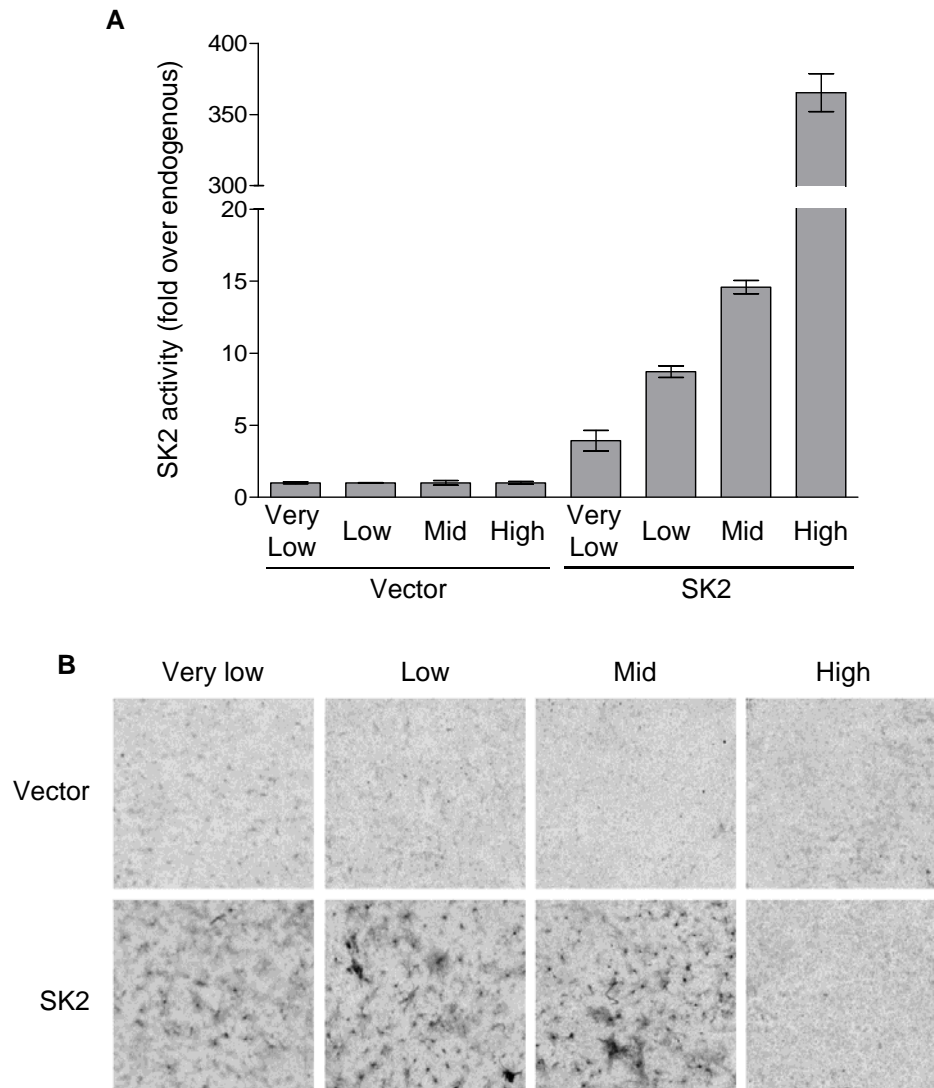 A
SK2 activity (fold over endogenous)
400
350
300
20
15
10
5
0
Very Low
Low
Mid
High
Very Low
Low
Mid
High
Vector
SK2
B
Very low
Low
Mid
High
Vector
SK2